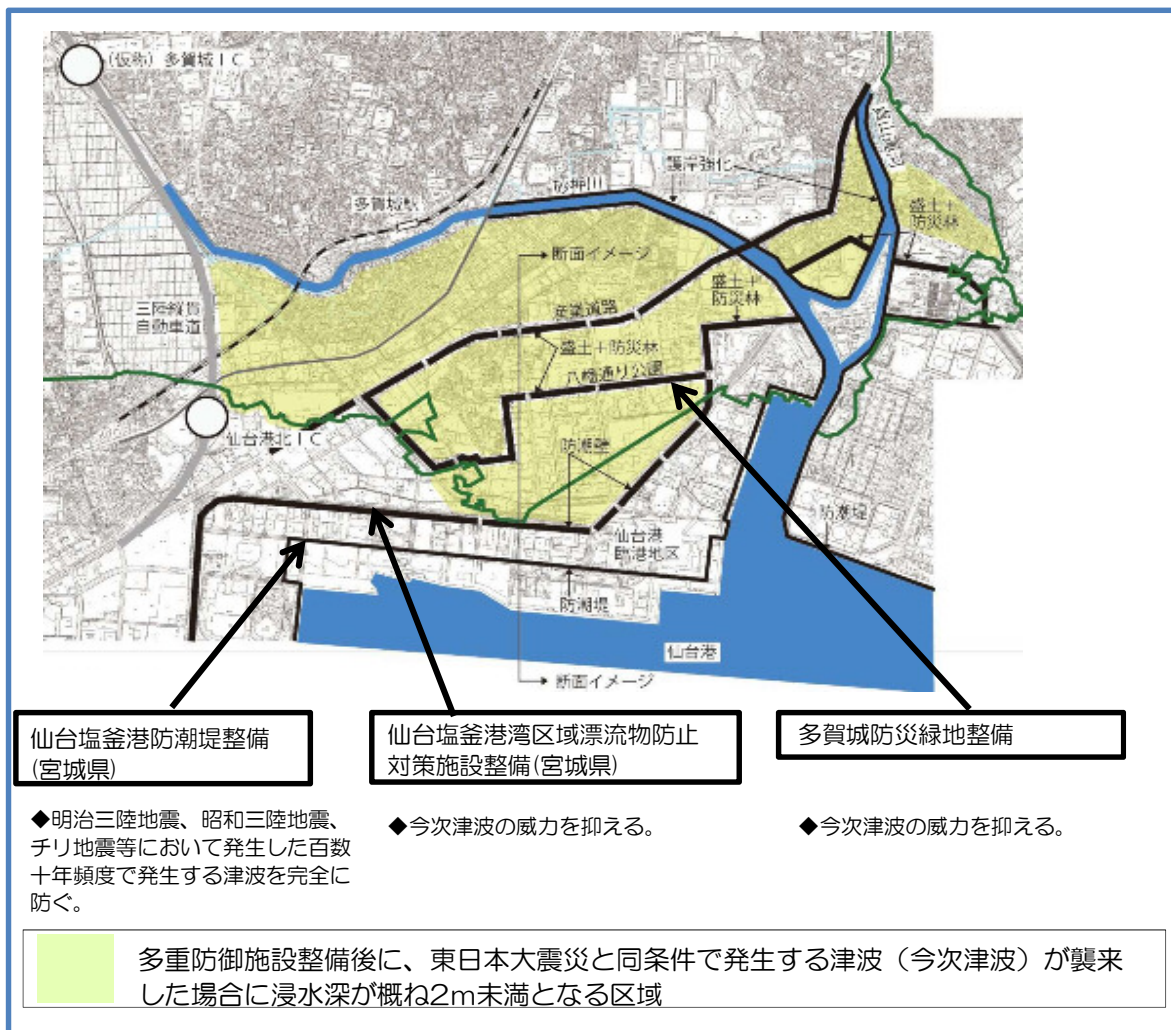 (仮称) 多賀城IC
護岸強化
砂押川
多賀城駅
盛土+
防災林
断面イメージ
盛土+
防災林
三陸縦貫
自動車道
産業道路
盛土+防災林
八幡通り公園
仙台港北IC
防潮壁
仙台港
臨港地区
防潮堤
防潮堤
仙台港
断面イメージ
仙台塩釜港防潮堤整備
(宮城県)
仙台塩釜港湾区域漂流物防止
対策施設整備(宮城県)
多賀城防災緑地整備
◆明治三陸地震、昭和三陸地震、
チリ地震等において発生した百数
十年頻度で発生する津波を完全に
防ぐ。
◆今次津波の威力を抑える。
◆今次津波の威力を抑える。
多重防御施設整備後に、東日本大震災と同条件で発生する津波（今次津波）が襲来
した場合に浸水深が概ね2m未満となる区域